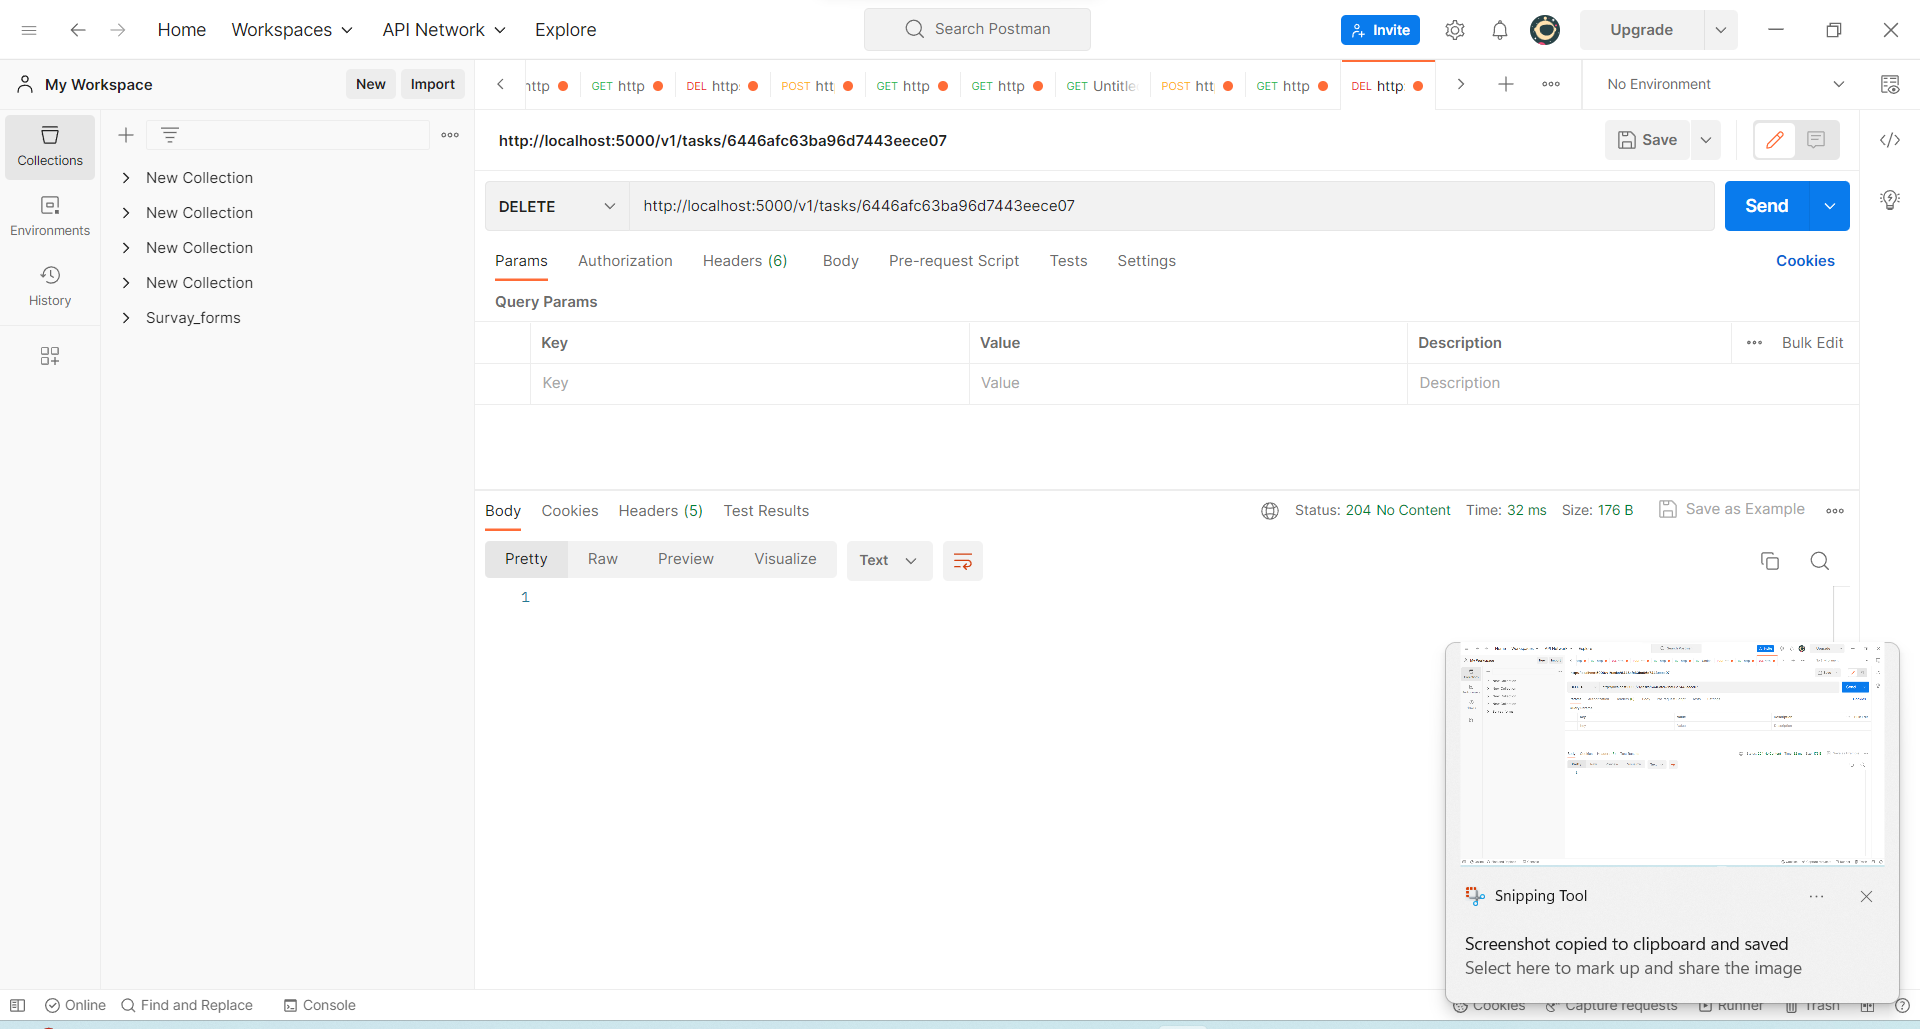 Home Workspaces API Network Explore Search Postman Invite Upgrade
My Workspace New Import
http GET http DEL http: POST htt GET http GET http GET Untitle POST htt GET http DEL http: No Environment
Collections
Environments
History
New Collection
New Collection
New Collection
New Collection
Survay_forms
http://localhost:5000/v1/tasks/6446afc63ba96d7443eece07 Save
DELETE http://localhost:5000/v1/tasks/6446afc63ba96d7443eece07 Send
Params Authorization Headers (6) Body Pre-request Script Tests Settings Cookies
Query Params
Key Value Description Bulk Edit
Key Value Description
Body Cookies Headers (5) Test Results Status: 204 No Content Time: 32 ms Size: 176 B Save as Example
Pretty Raw Preview Visualize Text
1
Snipping Tool
Screenshot copied to clipboard and saved
Select here to mark up and share the image
Online Find and Replace Console Cookies Capture requests Runner Trash